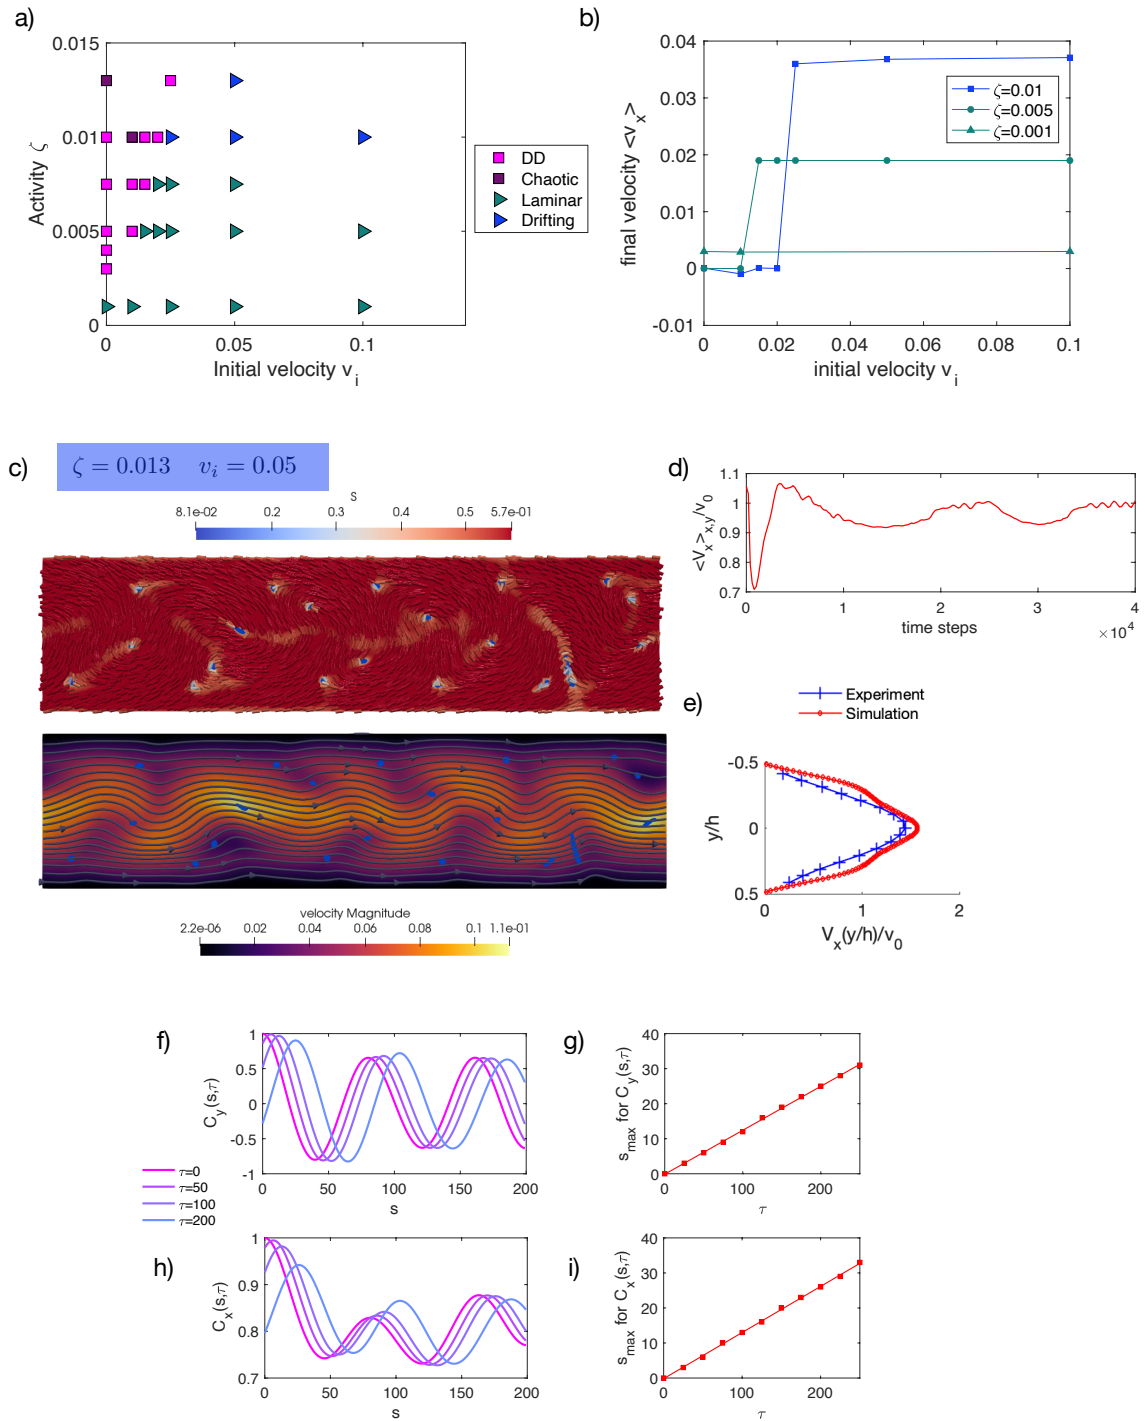 a)
0.015
0.010
0.005
0
Activity ζ
0
0.05
0.1
Initial velocity v_i
DD
Chaotic
Laminar
Drifting
b)
0.04
0.03
0.02
0.01
0
-0.01
final velocity <v_x>
0
0.02
0.04
0.06
0.08
0.1
initial velocity v_i
ζ=0.01
ζ=0.005
ζ=0.001
c)
ζ = 0.013 v_i = 0.05
S
8.1e-02 0.2 0.3 0.4 0.5 5.7e-01
velocity Magnitude
2.2e-06 0.02 0.04 0.06 0.08 0.1 1.1e-01
d)
1.1
1
0.9
0.8
0.7
<V_x>_x,y/v_0
0 1 2 3 4
time steps
×10^4
Experiment
Simulation
e)
-0.5
0
0.5
y/h
0 1 2
V_x(y/h)/v_0
f)
1
0.5
0
-0.5
-1
C_y(s,τ)
0 50 100 150 200
s
τ=0
τ=50
τ=100
τ=200
g)
40
30
20
10
0
s_max for C_y(s,τ)
0 100 200
τ
h)
1
0.9
0.8
0.7
C_x(s,τ)
0 50 100 150 200
s
i)
40
30
20
10
0
s_max for C_x(s,τ)
0 100 200
τ